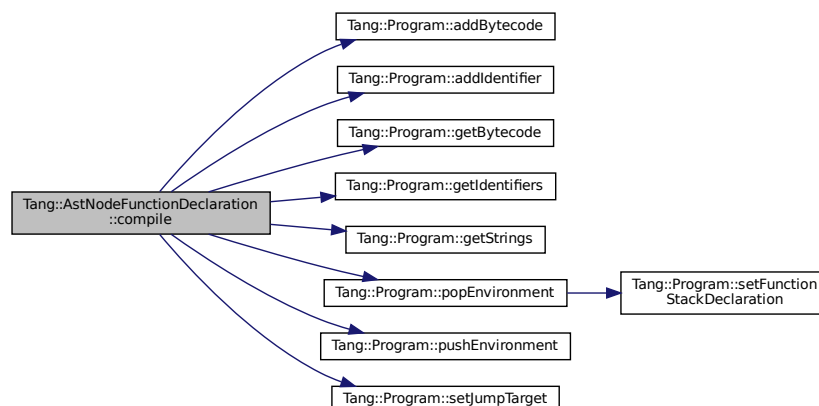 Tang::Program::addBytecode
Tang::Program::addIdentifier
Tang::Program::getBytecode
Tang::Program::getIdentifiers
Tang::AstNodeFunctionDeclaration
::compile
Tang::Program::getStrings
Tang::Program::popEnvironment
Tang::Program::setFunction
StackDeclaration
Tang::Program::pushEnvironment
Tang::Program::setJumpTarget